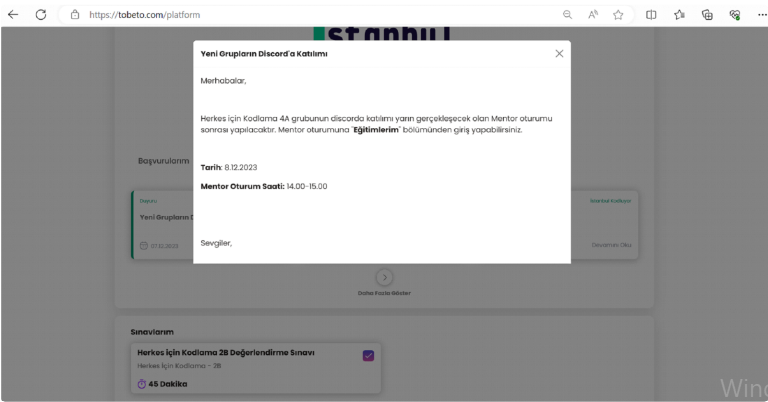 https://tobeto.com/platform
Yeni Grupların Discord'a Katılımı
Merhabalar,
Herkes için Kodlama 4A grubunun discorda katılımı yarın gerçekleşecek olan Mentor oturumu
sonrası yapılacaktır. Mentor oturumuna "Eğitimlerim" bölümünden giriş yapabilirsiniz.
Başvurularım
Tarih: 8.12.2023
Mentor Oturum Saati: 14.00-15.00
Duyuru
İstanbul Kodluyor
Yeni Grupların D
07.12.2023
Devamını Oku
Sevgiler,
Daha Fazla Göster
Sınavlarım
Herkes için Kodlama 2B Değerlendirme Sınavı
Herkes İçin Kodlama - 2B
45 Dakika